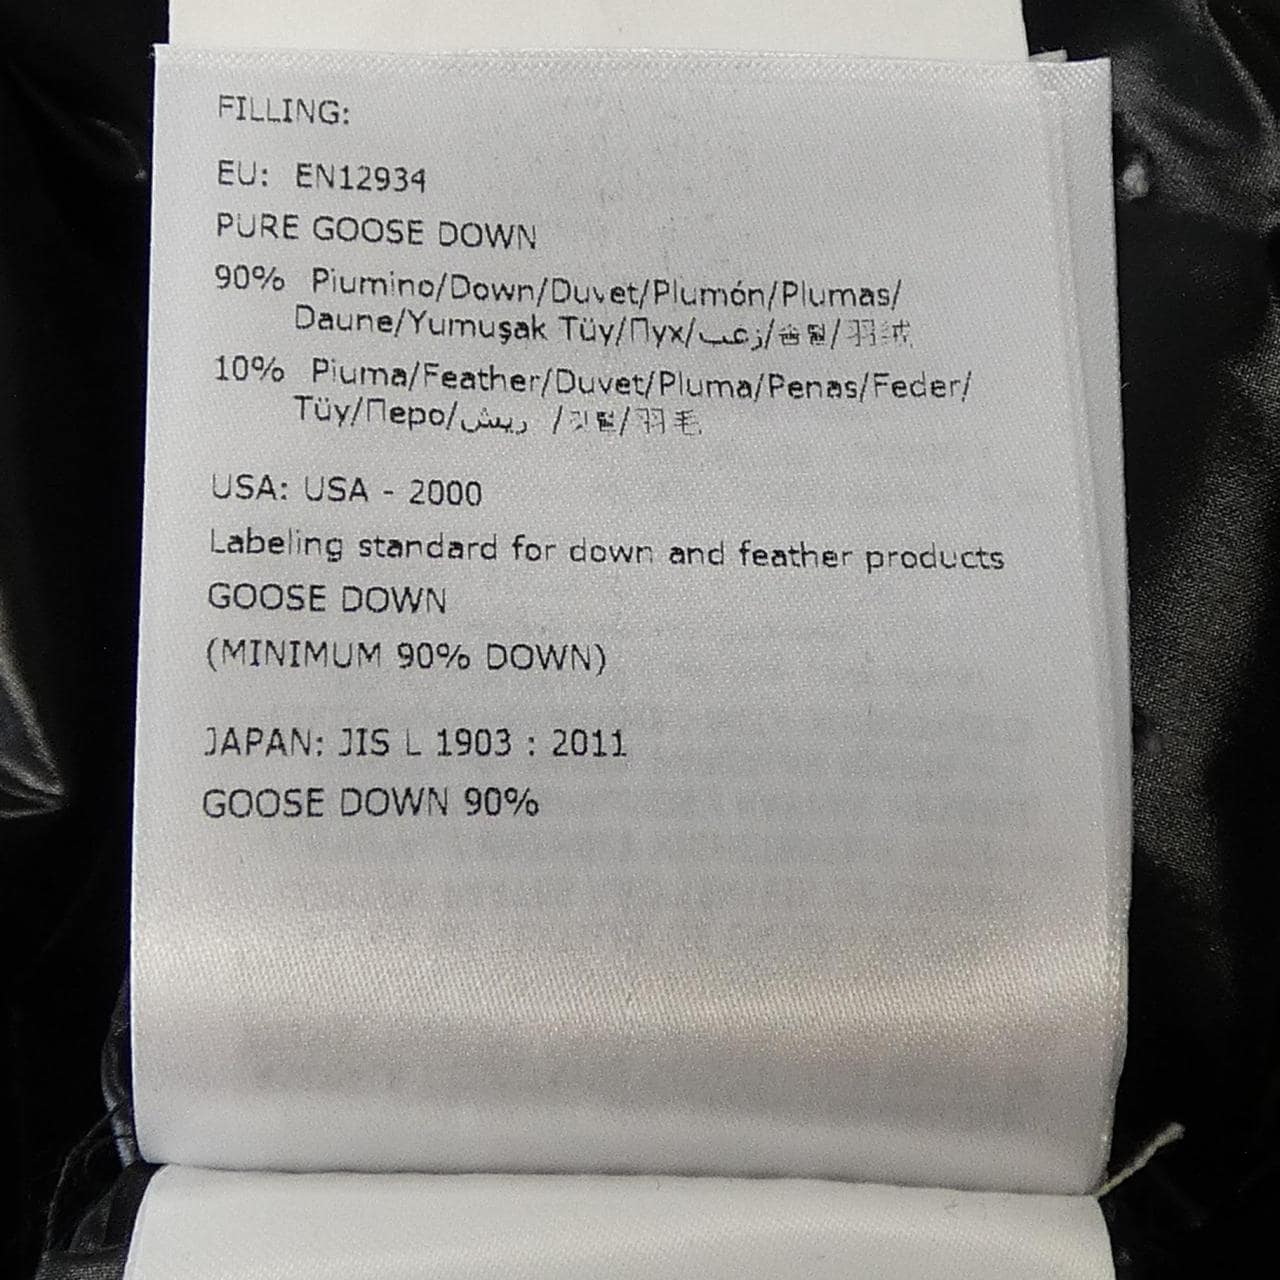 FILLING:
EU: EN12934
PURE GOOSE DOWN
90% Piumino/Down/Duvet/Plumón/Plumas/
Daune/Yumuşak Tüy/Пух/زغب/솜털/羽绒
10% Piuma/Feather/Duvet/Pluma/Penas/Feder/
Tüy/Перо/ريش /깃털/羽毛
USA: USA - 2000
Labeling standard for down and feather products
GOOSE DOWN
(MINIMUM 90% DOWN)
JAPAN: JIS L 1903 : 2011
GOOSE DOWN 90%